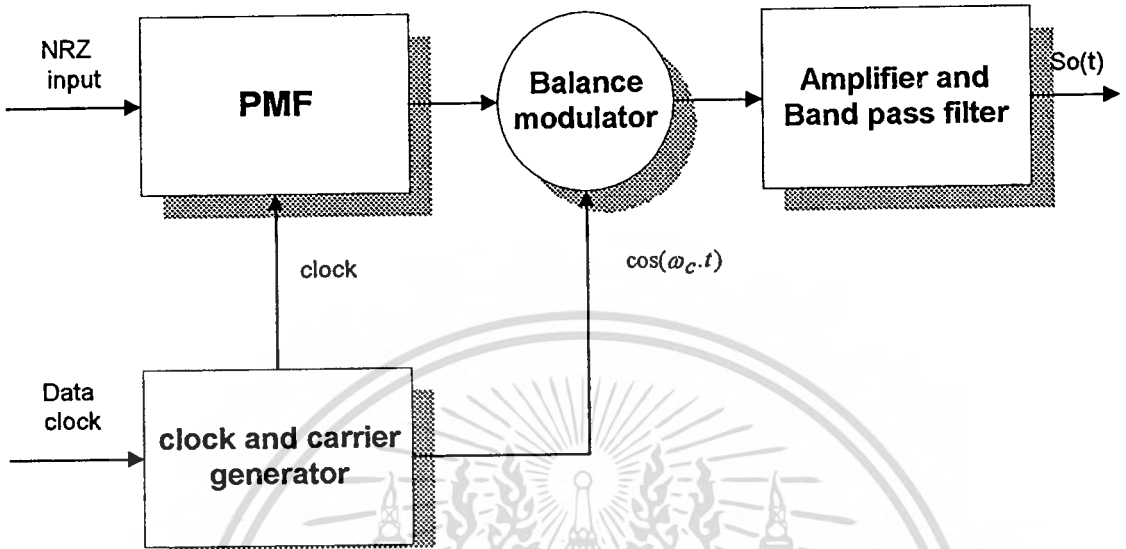 NRZ
input
PMF
Balance
modulator
Amplifier and
Band pass filter
So(t)
clock
cos(ω_c.t)
Data
clock
clock and carrier
generator